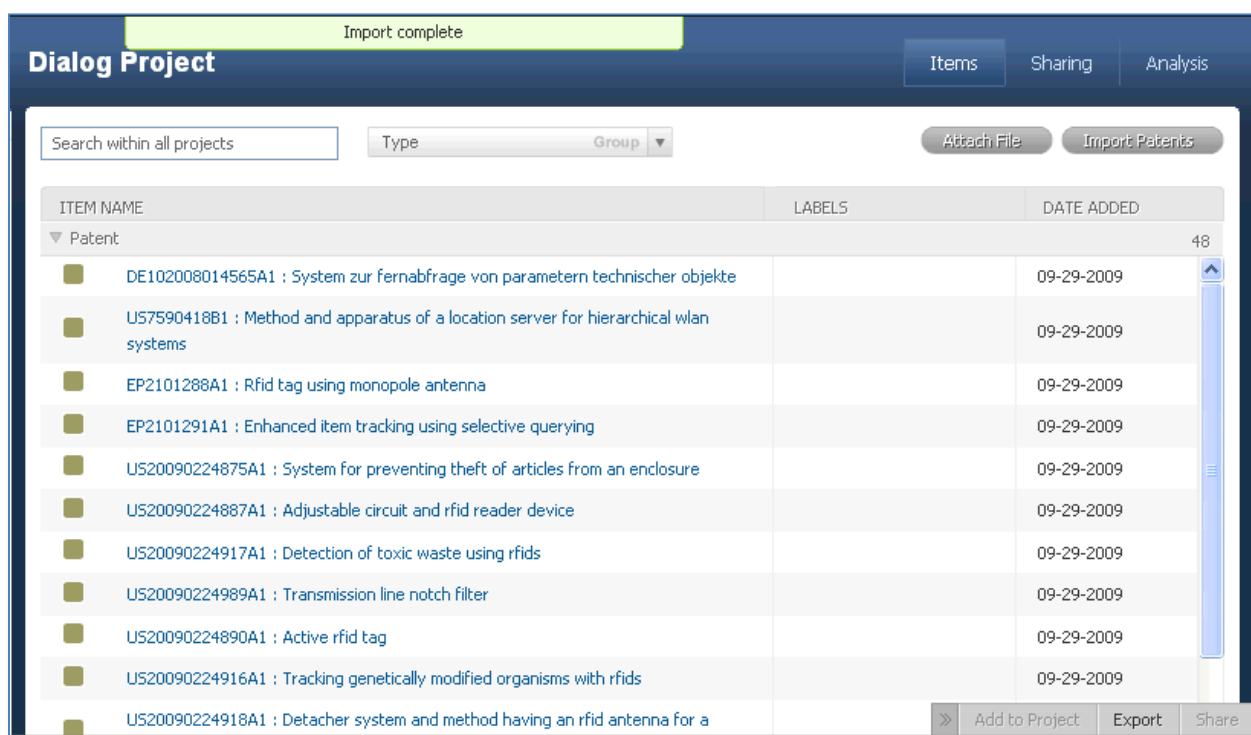 Import complete
Dialog Project
Items
Sharing
Analysis
Search within all projects
Type
Group
Attach File
Import Patents
ITEM NAME
LABELS
DATE ADDED
Patent
48
DE102008014565A1 : System zur fernabfrage von parametern technischer objekte
09-29-2009
US7590418B1 : Method and apparatus of a location server for hierarchical wlan
systems
09-29-2009
EP2101288A1 : Rfid tag using monopole antenna
09-29-2009
EP2101291A1 : Enhanced item tracking using selective querying
09-29-2009
US20090224875A1 : System for preventing theft of articles from an enclosure
09-29-2009
US20090224887A1 : Adjustable circuit and rfid reader device
09-29-2009
US20090224917A1 : Detection of toxic waste using rfids
09-29-2009
US20090224989A1 : Transmission line notch filter
09-29-2009
US20090224890A1 : Active rfid tag
09-29-2009
US20090224916A1 : Tracking genetically modified organisms with rfids
09-29-2009
US20090224918A1 : Detacher system and method having an rfid antenna for a
» Add to Project
Export
Share